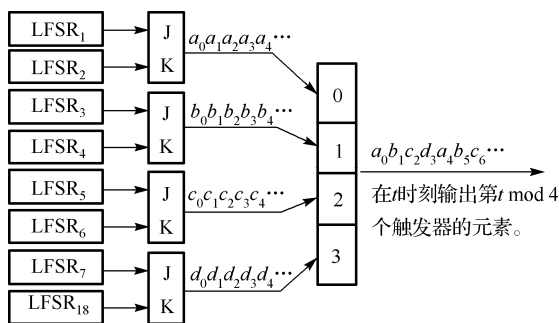 LFSR₁
J
K
a₀a₁a₂a₃a₄…
LFSR₂
LFSR₃
J
K
b₀b₁b₂b₃b₄…
LFSR₄
LFSR₅
J
K
c₀c₁c₂c₃c₄…
LFSR₆
LFSR₇
J
K
d₀d₁d₂d₃d₄…
LFSR₁₈
0
1
2
3
a₀b₁c₂d₃a₄b₅c₆…
在t时刻输出第t mod 4
个触发器的元素。